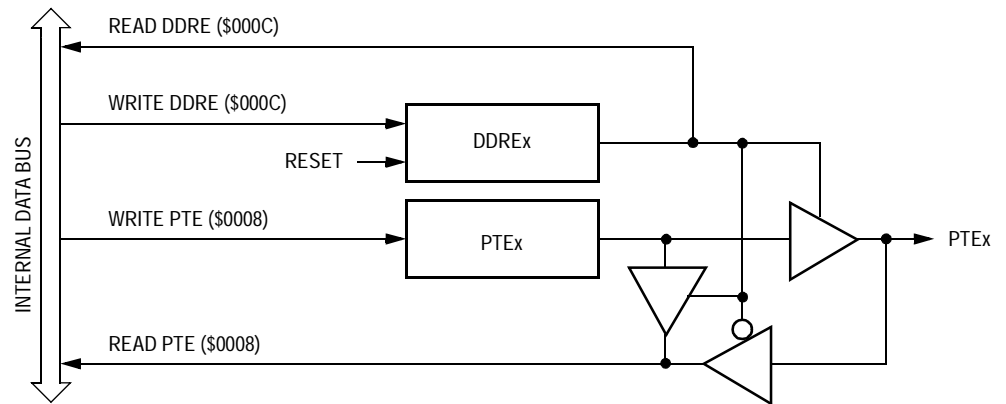 READ DDRE ($000C)
WRITE DDRE ($000C)
DDREx
RESET
WRITE PTE ($0008)
PTEx
PTEx
READ PTE ($0008)
INTERNAL DATA BUS